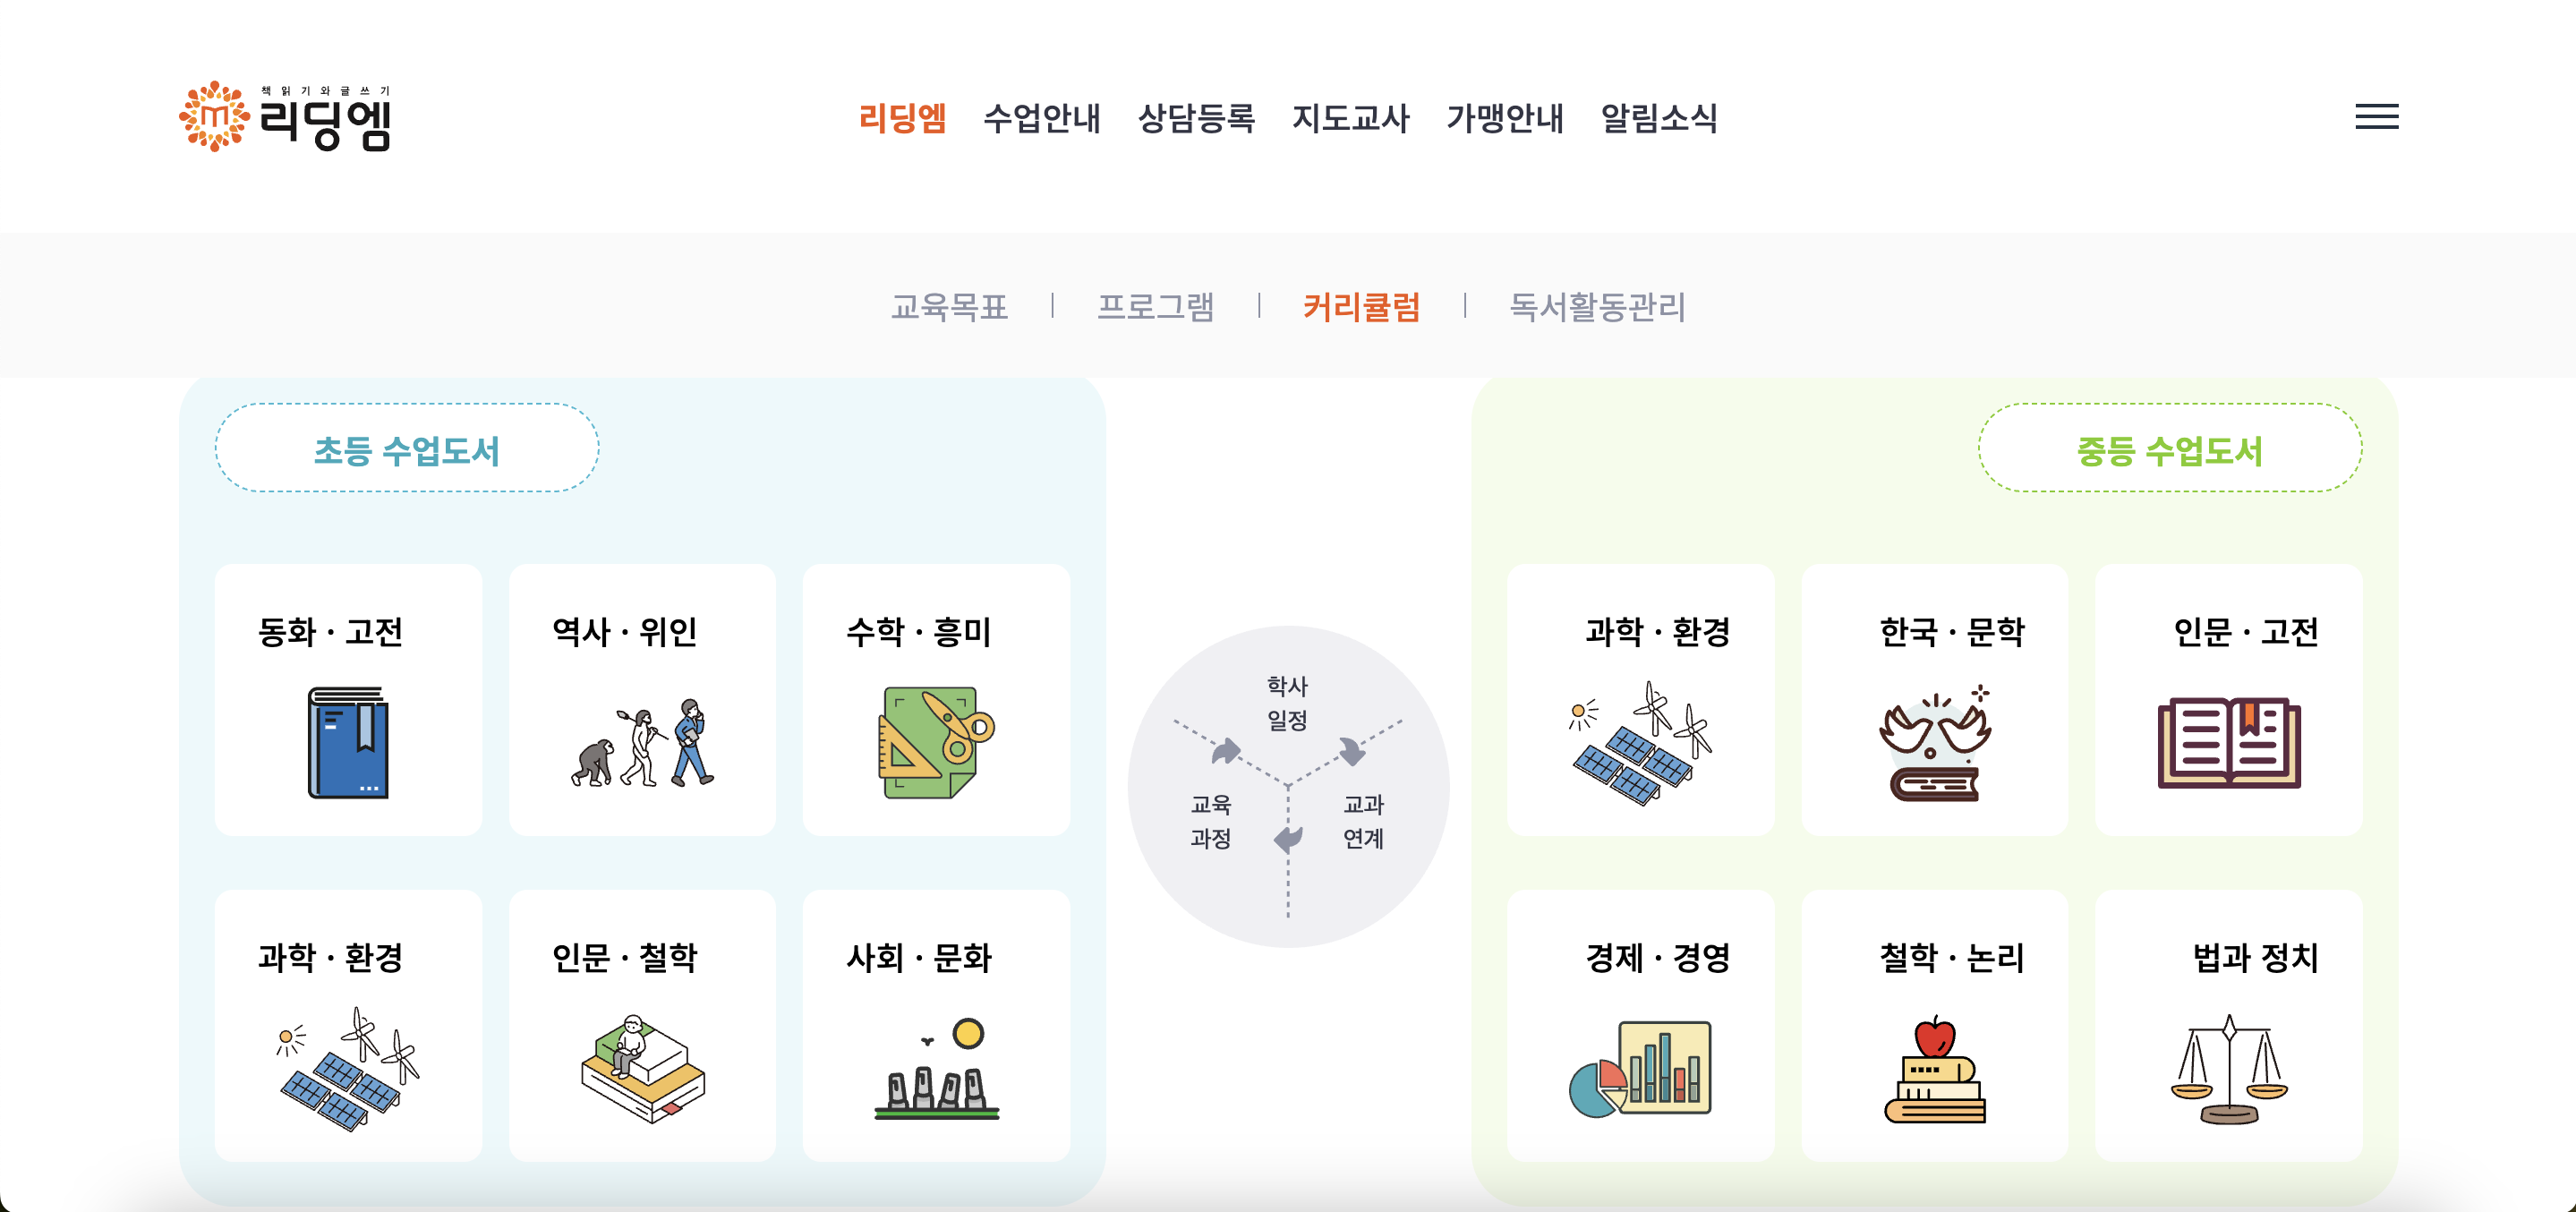 책읽기와글쓰기
리딩엠
리딩엠 수업안내 상담등록 지도교사 가맹안내 알림소식
교육목표 프로그램 커리큘럼 독서활동관리
초등 수업도서
동화 · 고전 역사 · 위인 수학 · 흥미
과학 · 환경 인문 · 철학 사회 · 문화
학사
일정
교육
과정
교과
연계
중등 수업도서
과학 · 환경 한국 · 문학 인문 · 고전
경제 · 경영 철학 · 논리 법과 정치